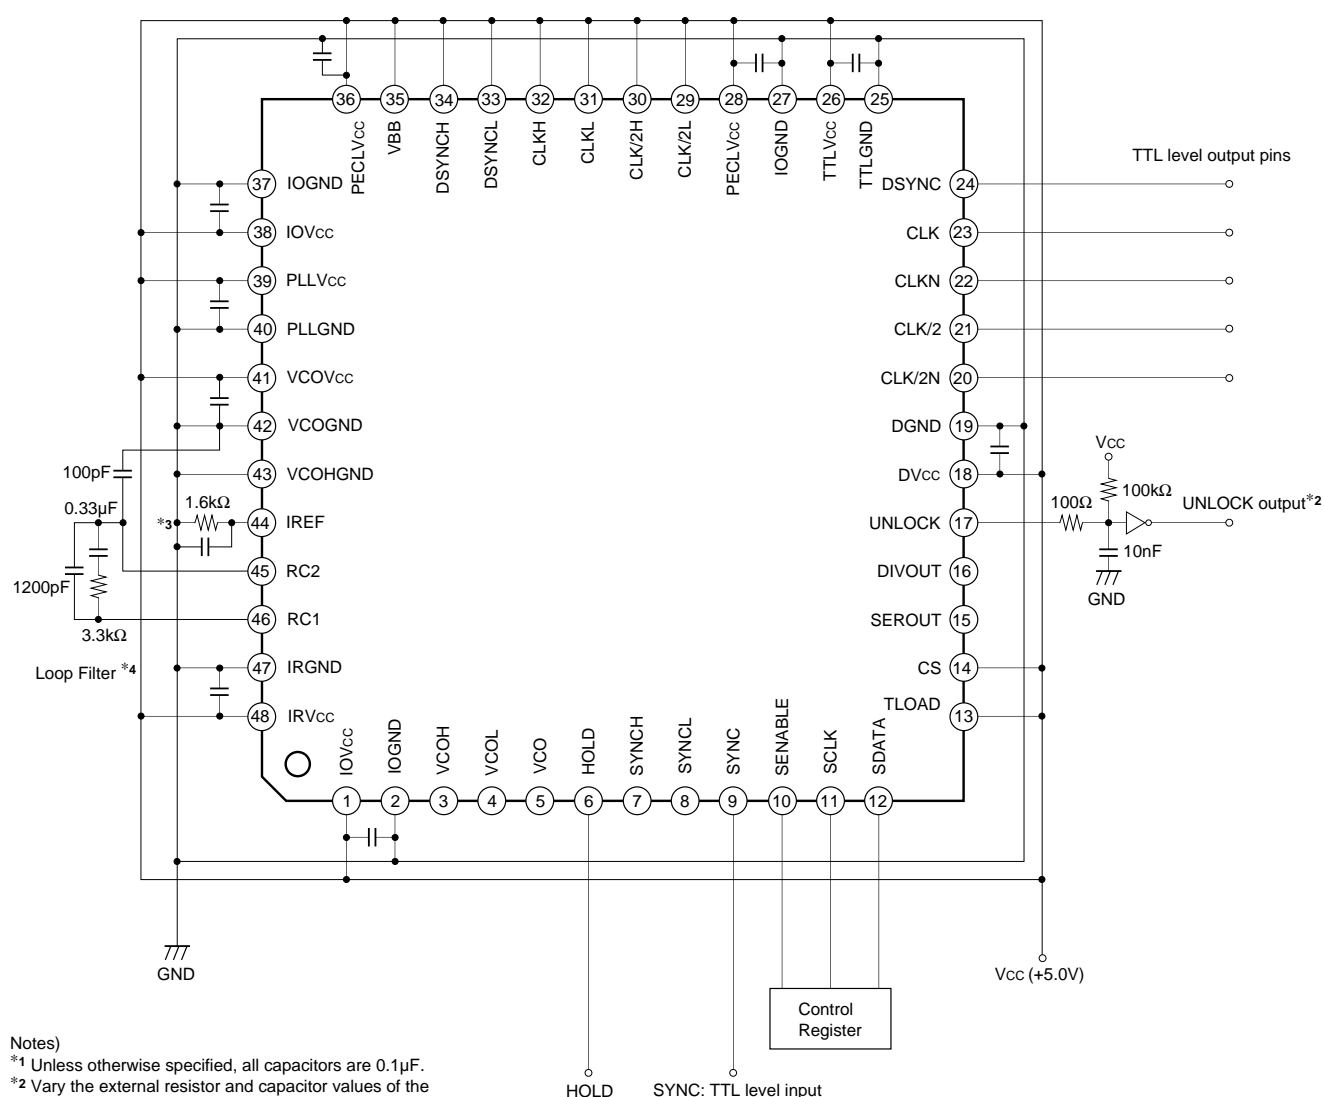 36 35 34 33 32 31 30 29 28 27 26 25
PECLVcc
VBB
DSYNCH
DSYNCL
CLKH
CLKL
CLK/2H
CLK/2L
PECLVcc
IOGND
TTLVcc
TTLGND
TTL level output pins
37 IOGND
38 IOVcc
39 PLLVcc
40 PLLGND
41 VCOVcc
42 VCOGND
43 VCOHGND
44 IREF
45 RC2
46 RC1
47 IRGND
48 IRVcc
100pF
0.33µF
1.6kΩ
*3
1200pF
3.3kΩ
Loop Filter *4
DSYNC 24
CLK 23
CLKN 22
CLK/2 21
CLK/2N 20
DGND 19
DVcc 18
UNLOCK 17
DIVOUT 16
SEROUT 15
CS 14
TLOAD 13
Vcc
100kΩ
100Ω
UNLOCK output*2
10nF
GND
IOVcc
IOGND
VCOH
VCOL
VCO
HOLD
SYNCH
SYNCL
SYNC
SENABLE
SCLK
SDATA
1 2 3 4 5 6 7 8 9 10 11 12
GND
Vcc (+5.0V)
Control
Register
HOLD
SYNC: TTL level input
Notes)
*1 Unless otherwise specified, all capacitors are 0.1µF.
*2 Vary the external resistor and capacitor values of the